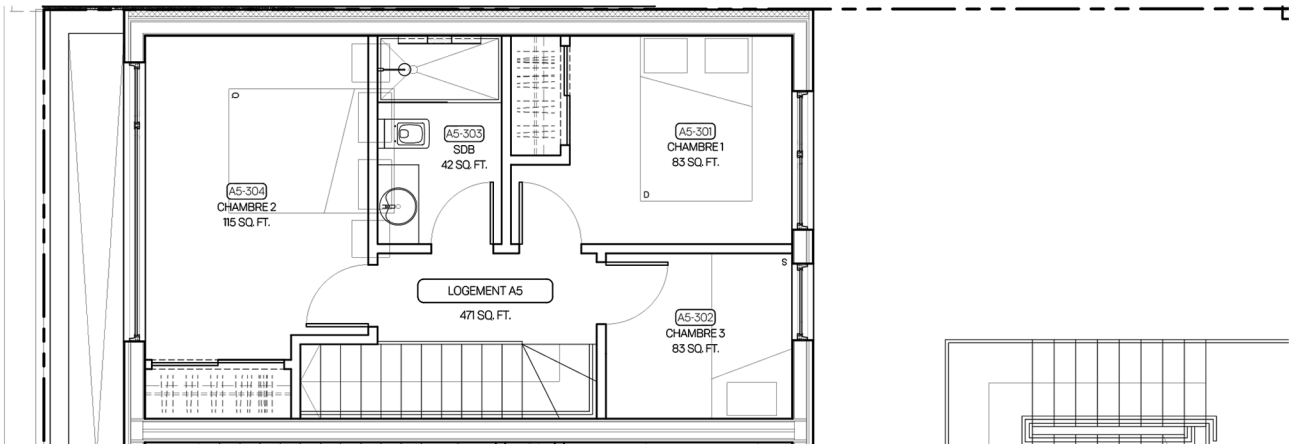 A5-303
SDB
42 SQ. FT.
A5-301
CHAMBRE 1
83 SQ. FT.
D
Q
A5-304
CHAMBRE 2
115 SQ. FT.
LOGEMENT A5
471 SQ. FT.
S
A5-302
CHAMBRE 3
83 SQ. FT.